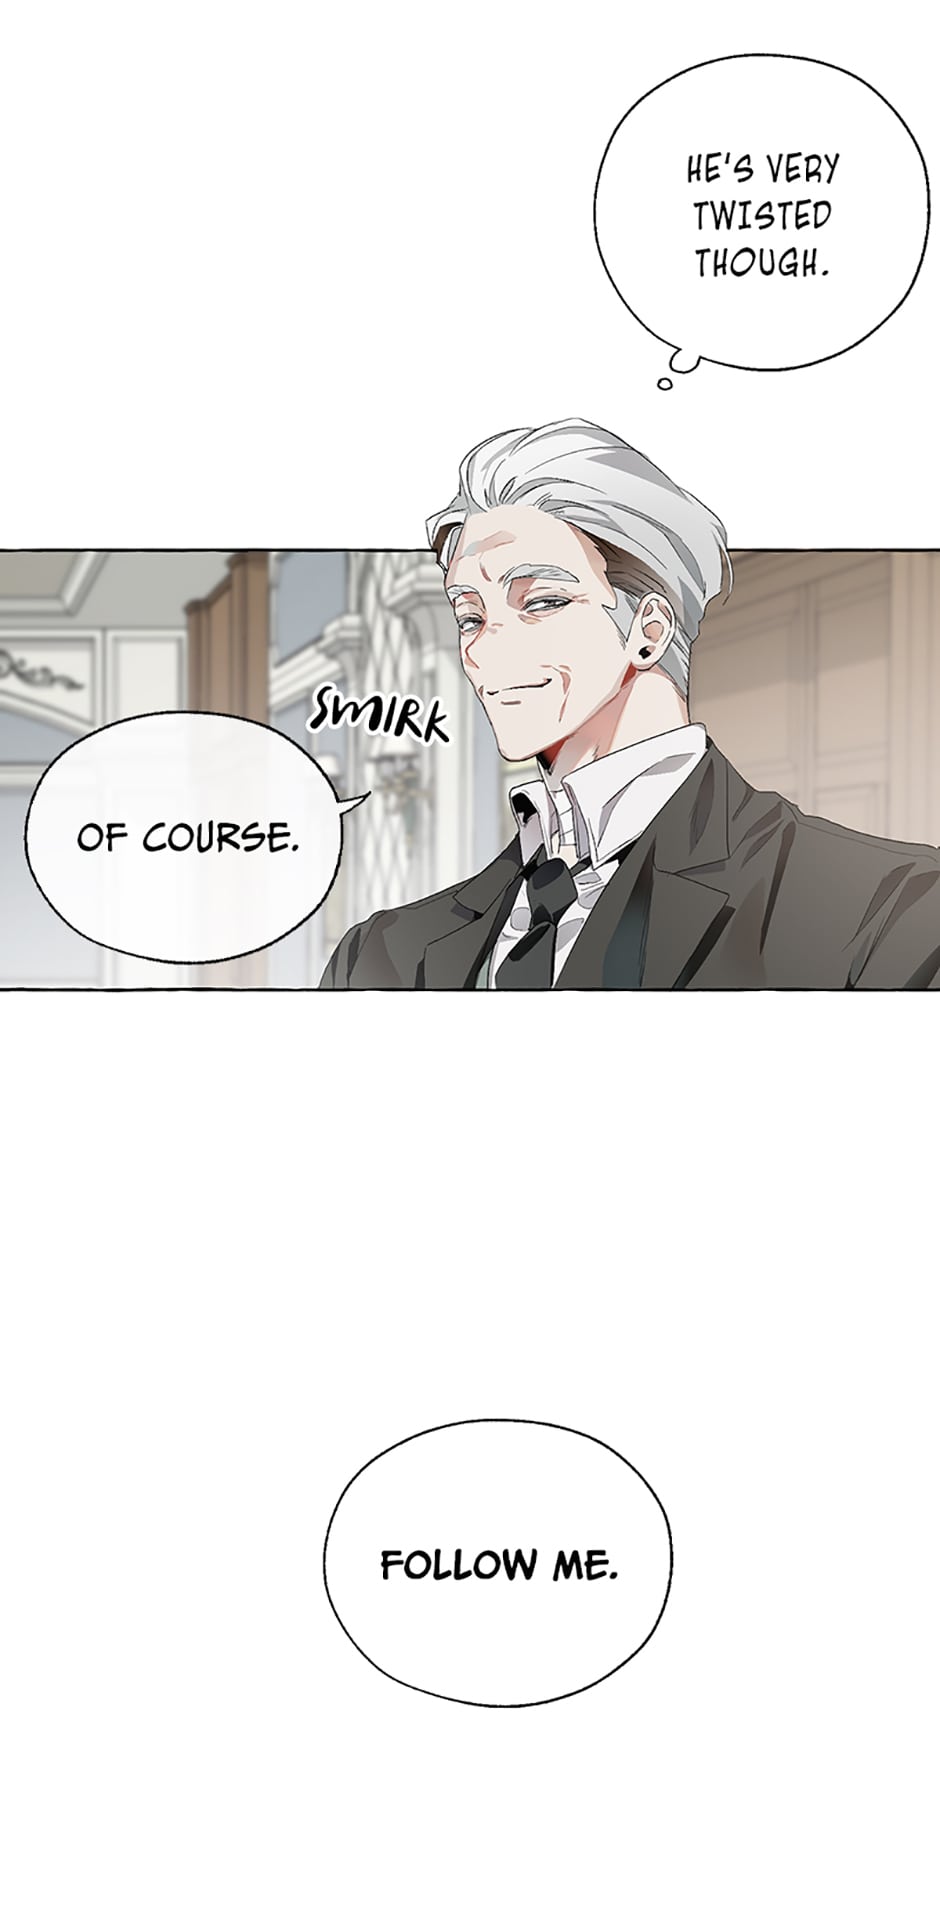 HE'S VERY
TWISTED
THOUGH.
SMIRK
OF COURSE.
FOLLOW ME.